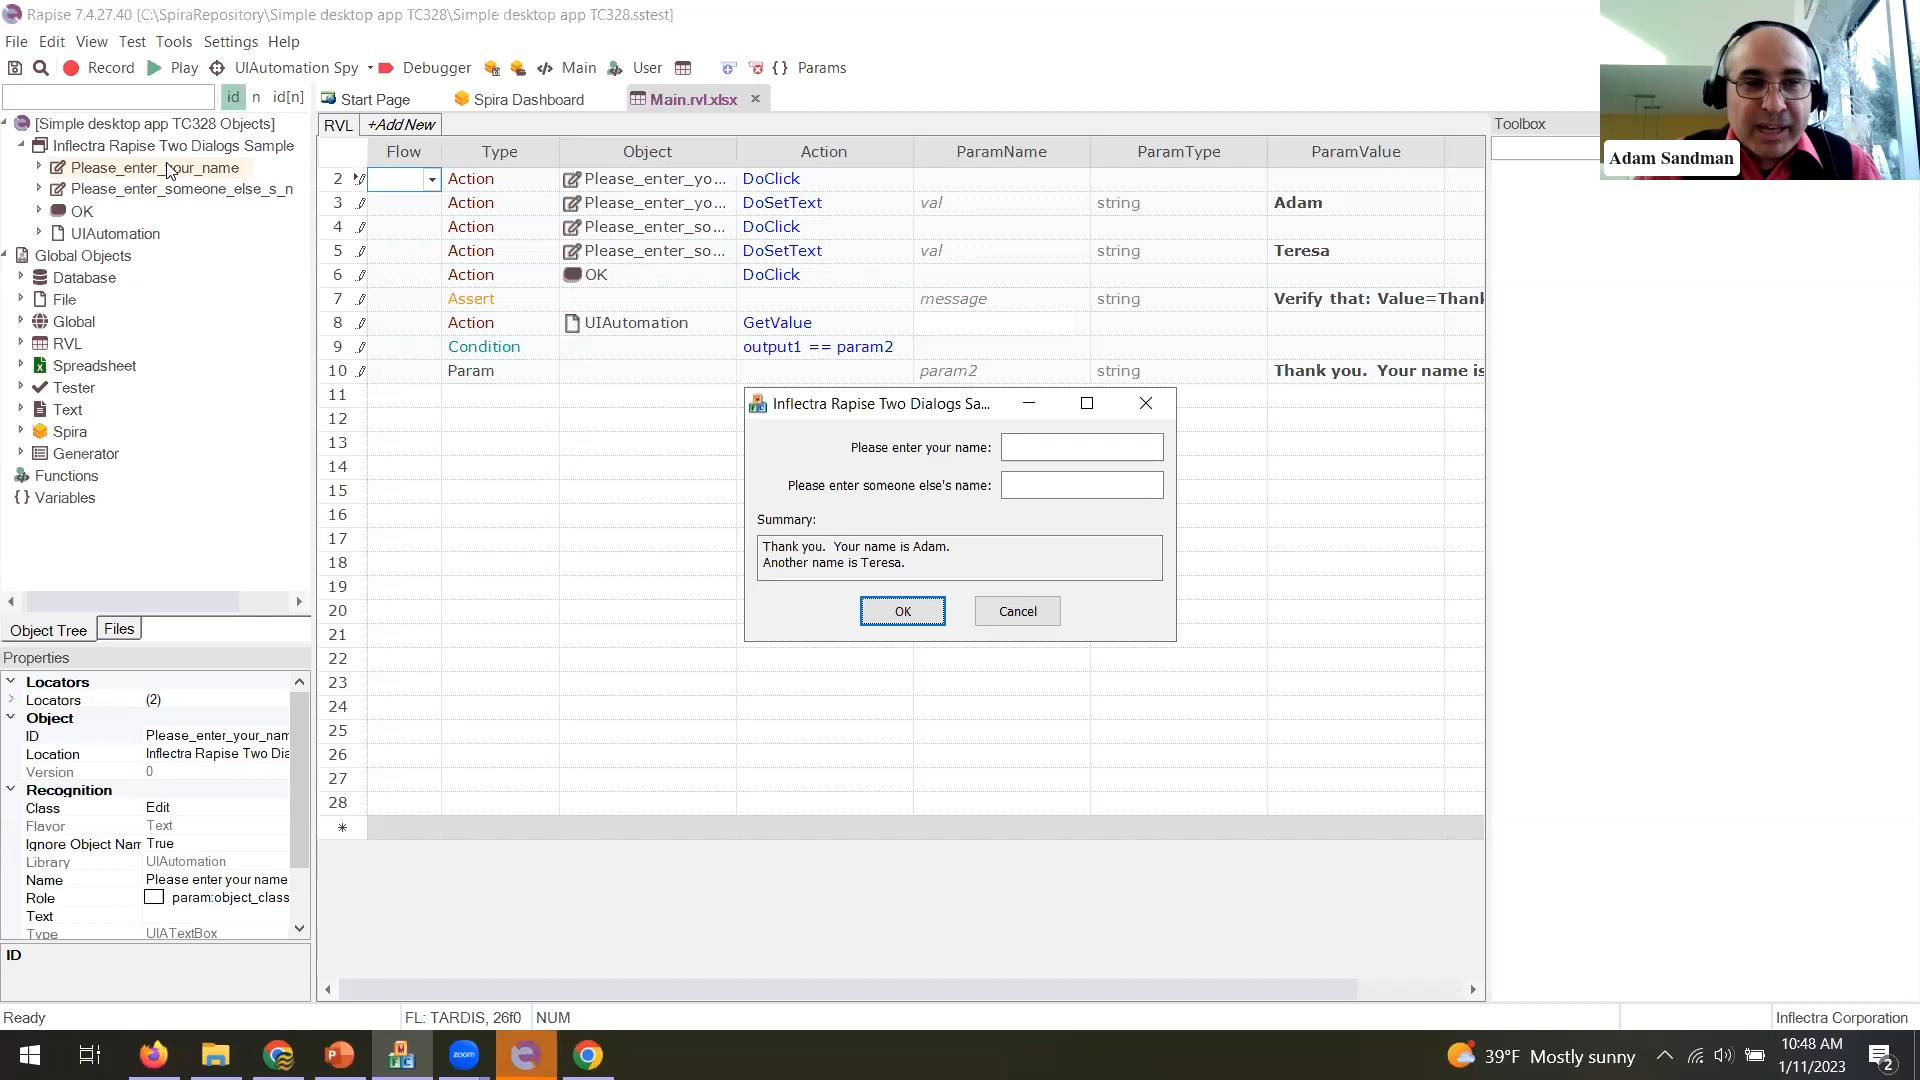 Rapise 7.4.27.40 [C:\SpiraRepository\Simple desktop app TC328\Simple desktop app TC328.sstest]
File Edit View Test Tools Settings Help
Record Play UIAutomation Spy Debugger Main User {} Params
id n id[n] Start Page Spira Dashboard Main.rvl.xlsx
[Simple desktop app TC328 Objects]
Inflectra Rapise Two Dialogs Sample
Please_enter_your_name
Please_enter_someone_else_s_n
OK
UIAutomation
Global Objects
Database
File
Global
RVL
Spreadsheet
Tester
Text
Spira
Generator
Functions
{} Variables
Object Tree Files
Properties
Locators
Locators (2)
Object
ID Please_enter_your_nam
Location Inflectra Rapise Two Dia
Version 0
Recognition
Class Edit
Flavor Text
Ignore Object Nam True
Library UIAutomation
Name Please enter your name
Role param:object_class
Text
Type UIATextBox
ID
RVL +Add New
Flow Type Object Action ParamName ParamType ParamValue
2 Action Please_enter_yo... DoClick
3 Action Please_enter_yo... DoSetText val string Adam
4 Action Please_enter_so... DoClick
5 Action Please_enter_so... DoSetText val string Teresa
6 Action OK DoClick
7 Assert message string Verify that: Value=Thank
8 Action UIAutomation GetValue
9 Condition output1 == param2
10 Param param2 string Thank you.  Your name is
11
12
13
14
15
16
17
18
19
20
21
22
23
24
25
26
27
28
*
Inflectra Rapise Two Dialogs Sa...
Please enter your name:
Please enter someone else's name:
Summary:
Thank you.  Your name is Adam.
Another name is Teresa.
OK Cancel
Toolbox
Adam Sandman
Ready FL: TARDIS, 26f0 NUM Inflectra Corporation
zoom
39°F Mostly sunny
10:48 AM
1/11/2023
2